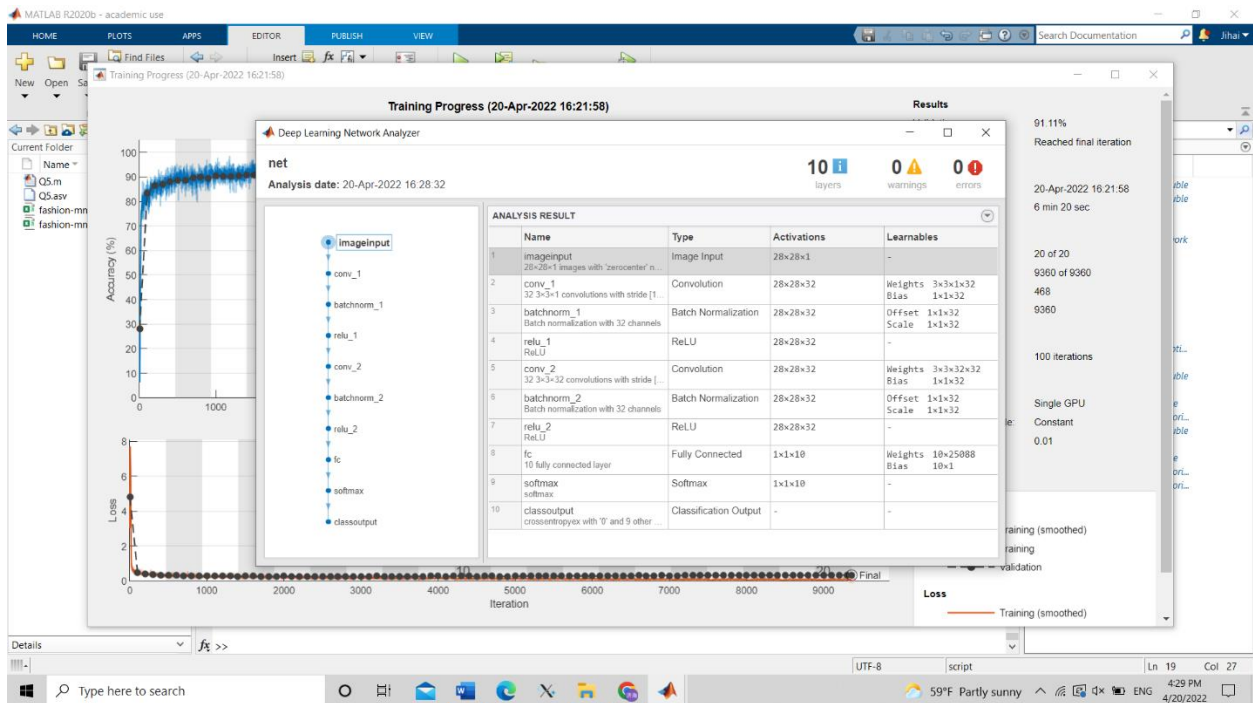 MATLAB R2020b - academic use
HOME PLOTS APPS EDITOR PUBLISH VIEW Search Documentation Jihai
Find Files Insert fx
New Open
Training Progress (20-Apr-2022 16:21:58)
Training Progress (20-Apr-2022 16:21:58)
Current Folder
Name
Q5.m
Q5.asv
fashion-mn
fashion-mn
Accuracy (%)
100
90
80
70
60
50
40
30
20
10
0
0 1000
Loss
8
6
4
2
0
10 20 Final
0 1000 2000 3000 4000 5000 6000 7000 8000 9000
Iteration
Deep Learning Network Analyzer
net
Analysis date: 20-Apr-2022 16:28:32
10 layers
0 warnings
0 errors
imageinput
conv_1
batchnorm_1
relu_1
conv_2
batchnorm_2
relu_2
fc
softmax
classoutput
ANALYSIS RESULT
Name Type Activations Learnables
1 imageinput Image Input 28×28×1 -
28×28×1 images with 'zerocenter' n...
2 conv_1 Convolution 28×28×32 Weights 3×3×1×32
32 3×3×1 convolutions with stride [1... Bias 1×1×32
3 batchnorm_1 Batch Normalization 28×28×32 Offset 1×1×32
Batch normalization with 32 channels Scale 1×1×32
4 relu_1 ReLU 28×28×32 -
ReLU
5 conv_2 Convolution 28×28×32 Weights 3×3×32×32
32 3×3×32 convolutions with stride [... Bias 1×1×32
6 batchnorm_2 Batch Normalization 28×28×32 Offset 1×1×32
Batch normalization with 32 channels Scale 1×1×32
7 relu_2 ReLU 28×28×32 -
ReLU
8 fc Fully Connected 1×1×10 Weights 10×25088
10 fully connected layer Bias 10×1
9 softmax Softmax 1×1×10 -
softmax
10 classoutput Classification Output - -
crossentropyex with '0' and 9 other ...
Results
91.11%
Reached final iteration
20-Apr-2022 16:21:58
6 min 20 sec
20 of 20
9360 of 9360
468
9360
100 iterations
Single GPU
Constant
0.01
Training (smoothed)
Training
Validation
Loss
Training (smoothed)
Details
fx >>
UTF-8 script Ln 19 Col 27
Type here to search
59°F Partly sunny ENG 4:29 PM
4/20/2022